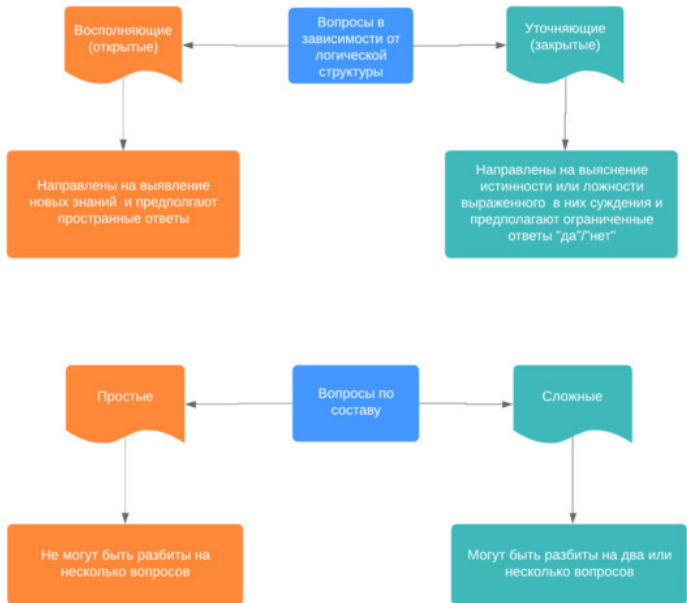 Восполняющие
(открытые)
Вопросы в
зависимости от
логической
структуры
Уточняющие
(закрытые)
Направлены на выявление
новых знаний и предполгают
пространные ответы
Направлены на выяснение
истинности или ложности
выраженного в них суждения и
предполагают ограниченные
ответы "да"/"нет"
Простые
Вопросы по
составу
Сложные
Не могут быть разбиты на
несколько вопросов
Могут быть разбиты на два или
несколько вопросов